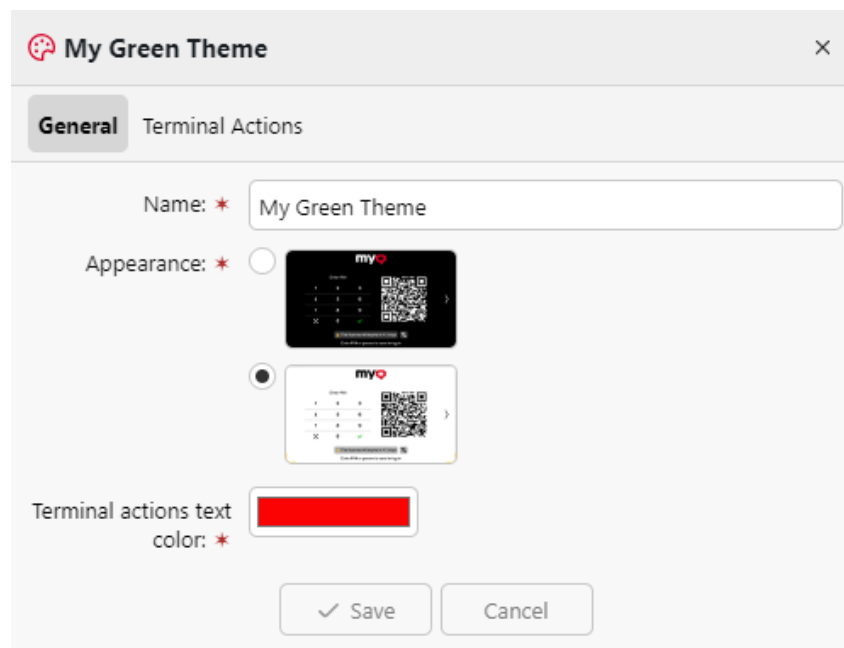 My Green Theme
General
Terminal Actions
Name: ✶
My Green Theme
Appearance: ✶
myQ
myQ
Terminal actions text
color: ✶
Save
Cancel